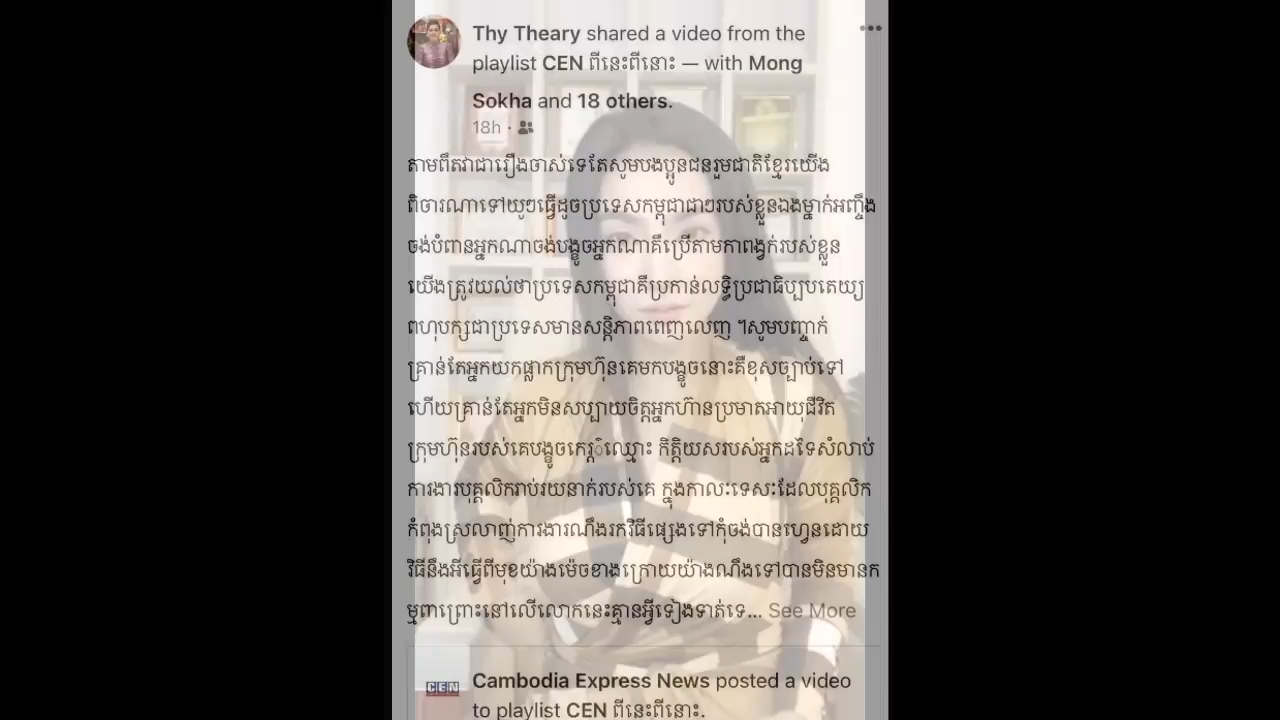 Thy Theary shared a video from the
playlist CEN ពីនេះពីនោះ — with Mong
Sokha and 18 others.
18h ·
តាមពឹតវាជារឿងចាស់ទេតែសូមបងប្អូនជនរួមជាតិខ្មែរយើង
ពិចារណាទៅយូៗធ្វើដូចប្រទេសកម្ពុជាជាៗរបស់ខ្លួនឯងម្នាក់អញ្ចឹង
ចង់បំពានអ្នកណាចង់បង្ខូចអ្នកណាគឺប្រើតាមកាពង្វក់របស់ខ្លួន
យើងត្រូវយល់ថាប្រទេសកម្ពុជាគឺប្រកាន់លទ្ធិប្រជាធិប្បបតេយ្យ
ពហុបក្សជាប្រទេសមានសន្តិភាពពេញលេញ ។សូមបញ្ចាក់
គ្រាន់តែអ្នកយកផ្លាកក្រុមហ៊ុនគេមកបង្ខូចនោះគឺខុសច្បាប់ទៅ
ហើយគ្រាន់តែអ្នកមិនសប្បាយចិត្តអ្នកហ៊ានប្រមាតអាយុជីវិត
ក្រុមហ៊ុនរបស់គេបង្ខូចកេរ្ត៍ឈ្មោះ កិត្តិយសរបស់អ្នកដទៃសំលាប់
ការងារបុគ្គលិករាប់រយនាក់របស់គេ ក្នុងកាលៈទេសៈដែលបុគ្គលិក
កំពុងស្រលាញ់ការងារណឹងរកវិធីផ្សេងទៅកុំចង់បានហ្វេនដោយ
វិធីនឹងអីធ្វើពីមុខយ៉ាងម៉េចខាងក្រោយយ៉ាងណឹងទៅបានមិនមានក
ម្មពាព្រោះនៅលើលោកនេះគ្មានអ្វីទៀងទាត់ទេ... See More
CEN
Cambodia Express News posted a video
to playlist CEN ពីនេះពីនោះ.